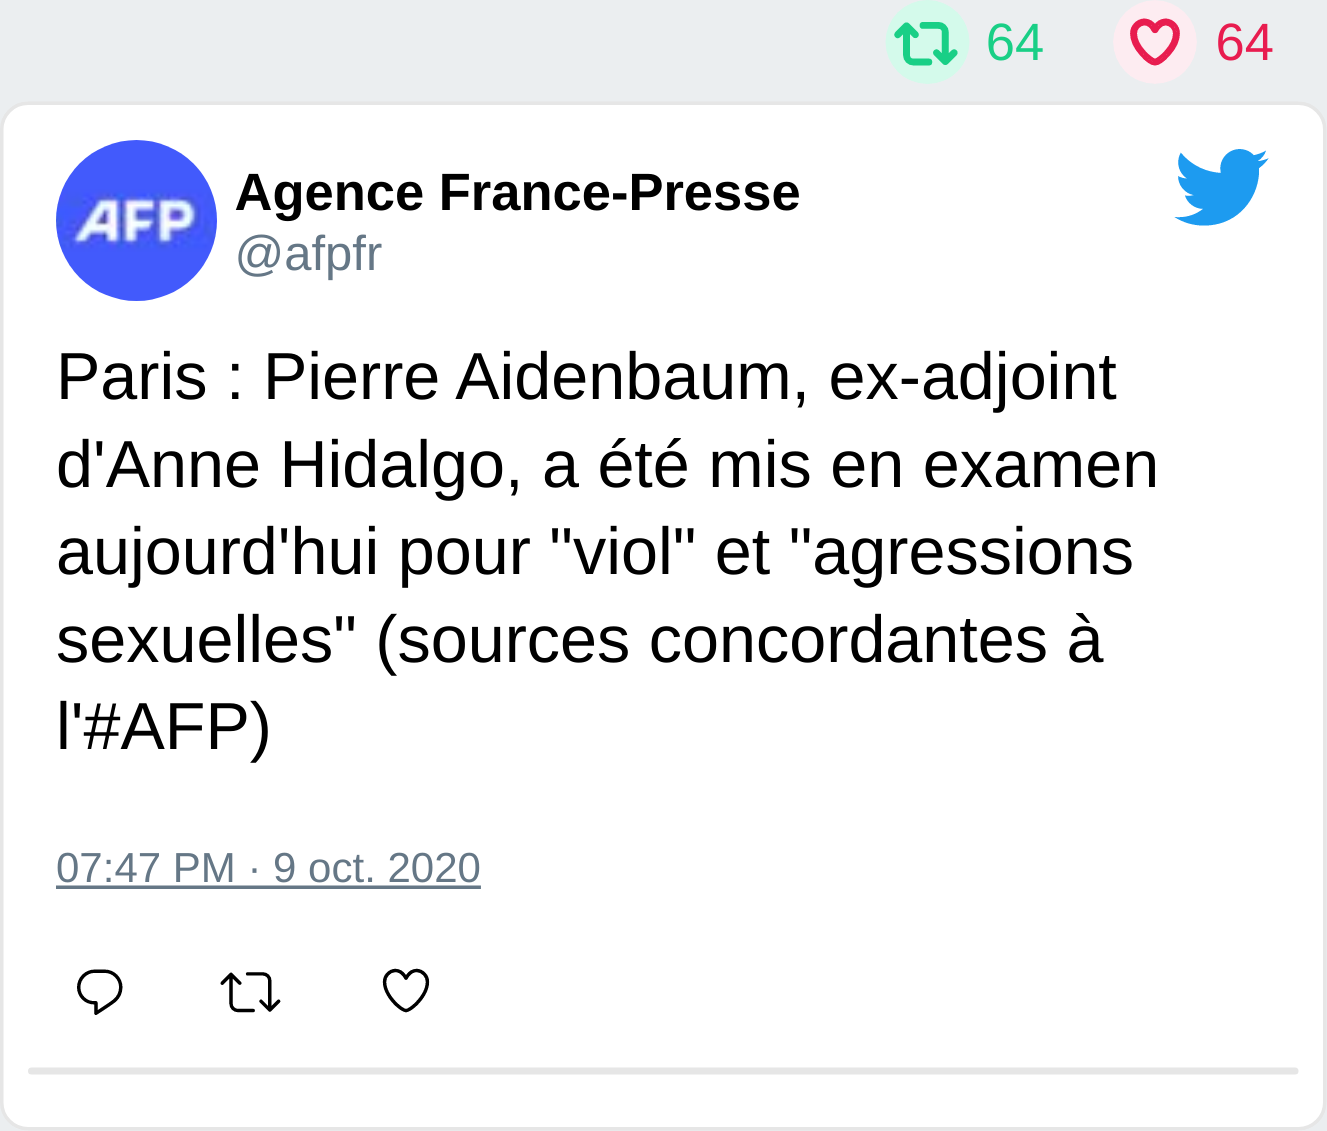 64 64
AFP
Agence France-Presse
@afpfr
Paris : Pierre Aidenbaum, ex-adjoint
d'Anne Hidalgo, a été mis en examen
aujourd'hui pour "viol" et "agressions
sexuelles" (sources concordantes à
l'#AFP)
07:47 PM · 9 oct. 2020